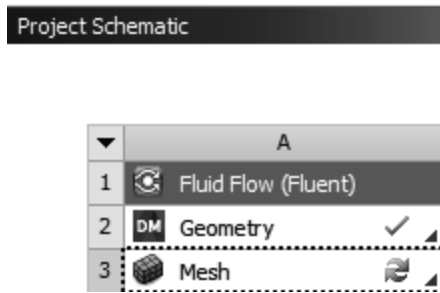 Project Schematic
A
1 Fluid Flow (Fluent)
2 DM Geometry
3 Mesh